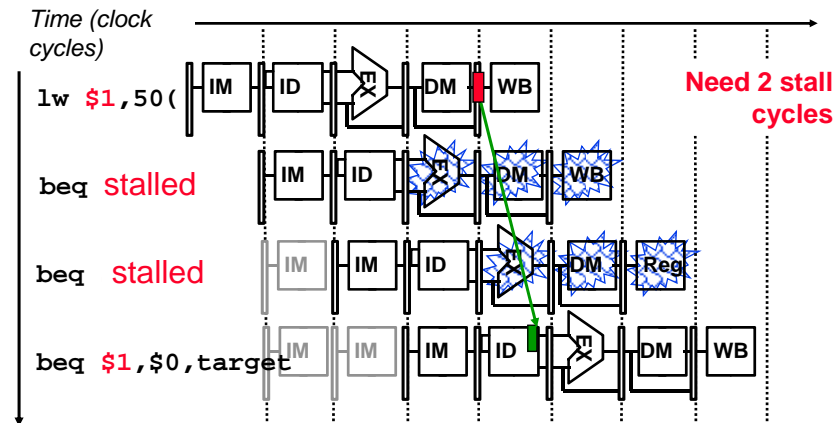 Time (clock
cycles)
lw $1,50(
IM ID EX DM WB
Need 2 stall
cycles
beq stalled
IM ID EX DM WB
beq stalled
IM IM ID EX DM Reg
beq $1,$0,target
IM IM IM ID EX DM WB